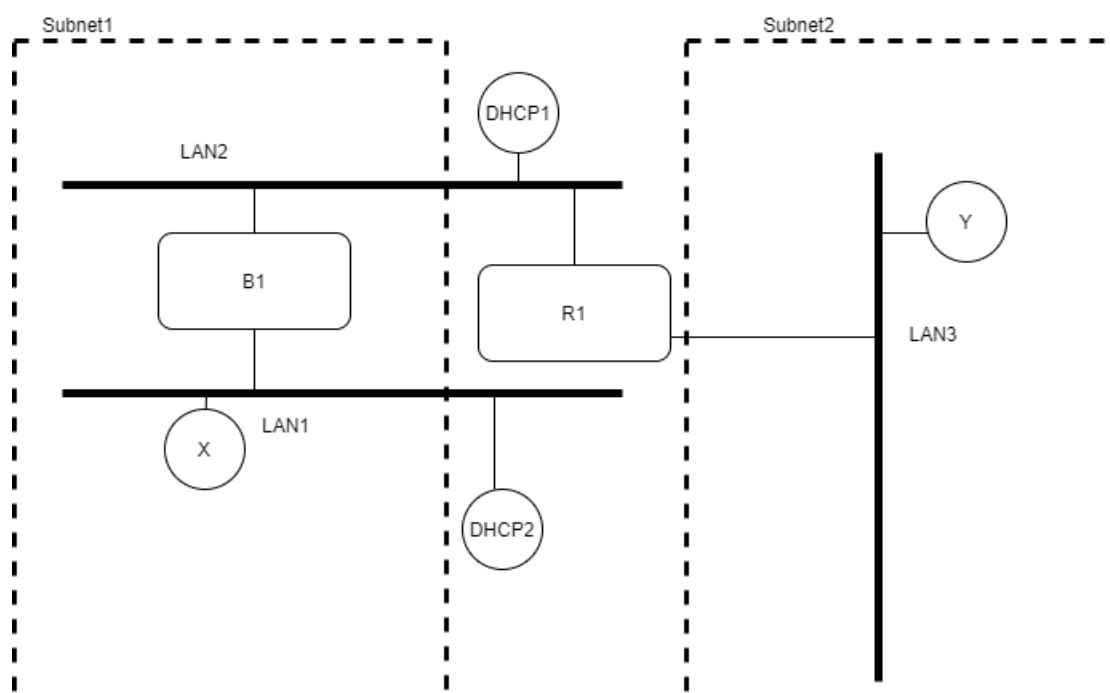 Subnet1
Subnet2
DHCP1
LAN2
Y
B1
R1
LAN3
LAN1
X
DHCP2